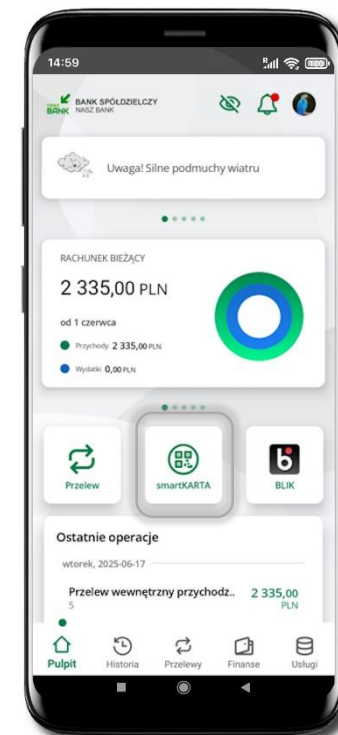 14:59
NASZ BANK
BANK SPÓŁDZIELCZY
NASZ BANK
Uwaga! Silne podmuchy wiatru
RACHUNEK BIEŻĄCY
2 335,00 PLN
od 1 czerwca
Przychody 2 335,00 PLN
Wydatki 0,00 PLN
Przelew
smartKARTA
BLIK
Ostatnie operacje
wtorek, 2025-06-17
Przelew wewnętrzny przychodz.. 2 335,00
5 PLN
Pulpit Historia Przelewy Finanse Usługi